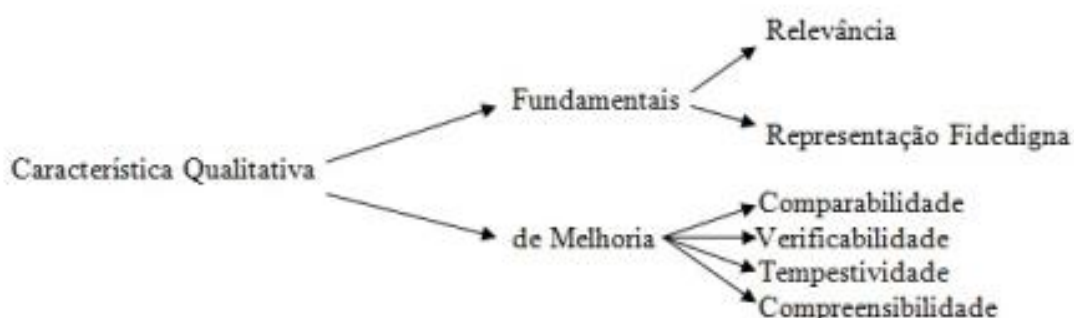 Relevância
Fundamentais
Representação Fidedigna
Característica Qualitativa
Comparabilidade
de Melhoria
Verificabilidade
Tempestividade
Compreensibilidade